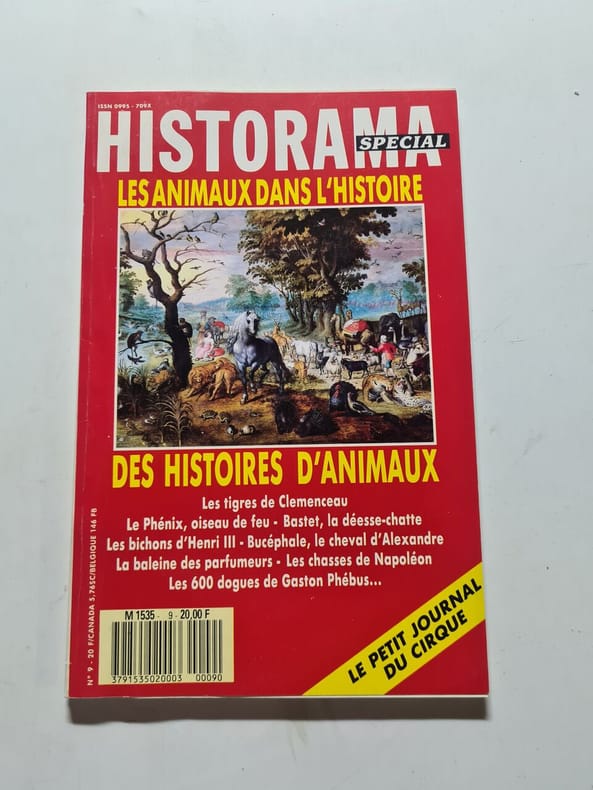 ISSN 0995 - 709X
HISTORAMA
SPECIAL
LES ANIMAUX DANS L'HISTOIRE
DES HISTOIRES D'ANIMAUX
Les tigres de Clemenceau
Le Phénix, oiseau de feu - Bastet, la déesse-chatte
Les bichons d'Henri III - Bucéphale, le cheval d'Alexandre
La baleine des parfumeurs - Les chasses de Napoléon
Les 600 dogues de Gaston Phébus...
LE PETIT JOURNAL
DU CIRQUE
M 1535 - 9 - 20,00 F
3791535020003 00090
N° 9 - 20 F/CANADA 5,76SC/BELGIQUE 146 FB